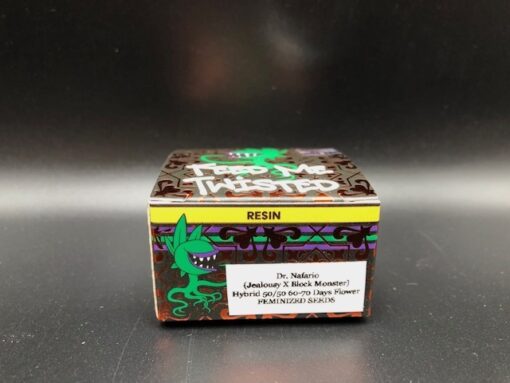 FEED ME
TWISTED
RESIN
Dr. Nafario
(Jealousy X Block Monster)
Hybrid 50/50 60-70 Days Flower
FEMINIZED SEEDS